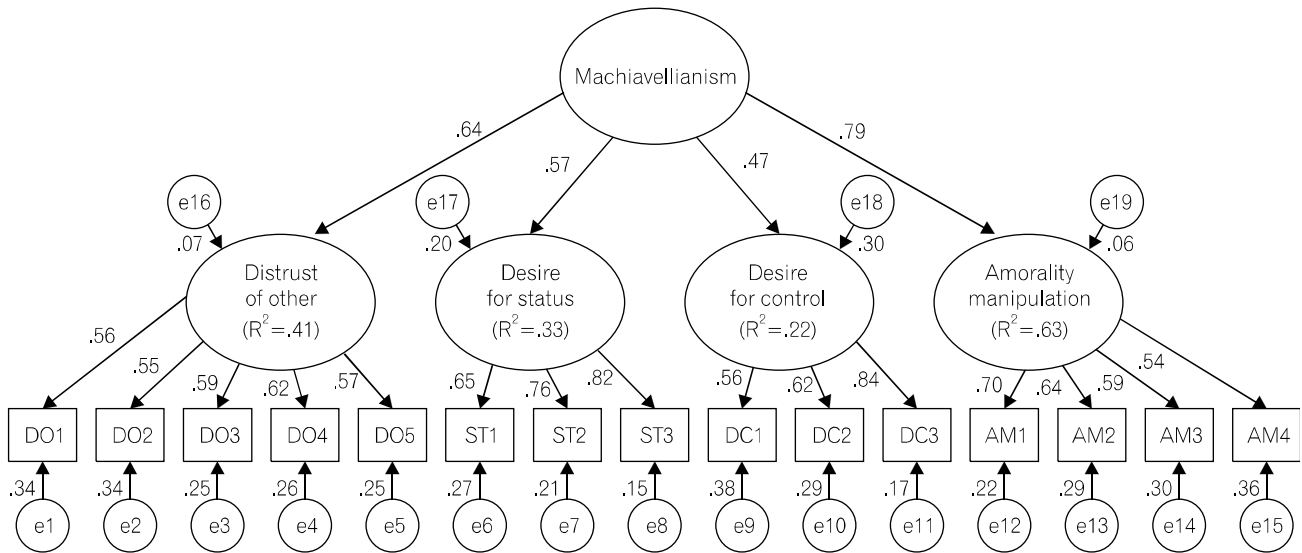 Machiavellianism
.64
.57
.47
.79
e16
e17
e18
e19
.07
.20
.30
.06
Distrust
of other
(R²=.41)
Desire
for status
(R²=.33)
Desire
for control
(R²=.22)
Amorality
manipulation
(R²=.63)
.56
.55
.59
.62
.57
.65
.76
.82
.56
.62
.84
.70
.64
.59
.54
DO1
DO2
DO3
DO4
DO5
ST1
ST2
ST3
DC1
DC2
DC3
AM1
AM2
AM3
AM4
.34
.34
.25
.26
.25
.27
.21
.15
.38
.29
.17
.22
.29
.30
.36
e1
e2
e3
e4
e5
e6
e7
e8
e9
e10
e11
e12
e13
e14
e15